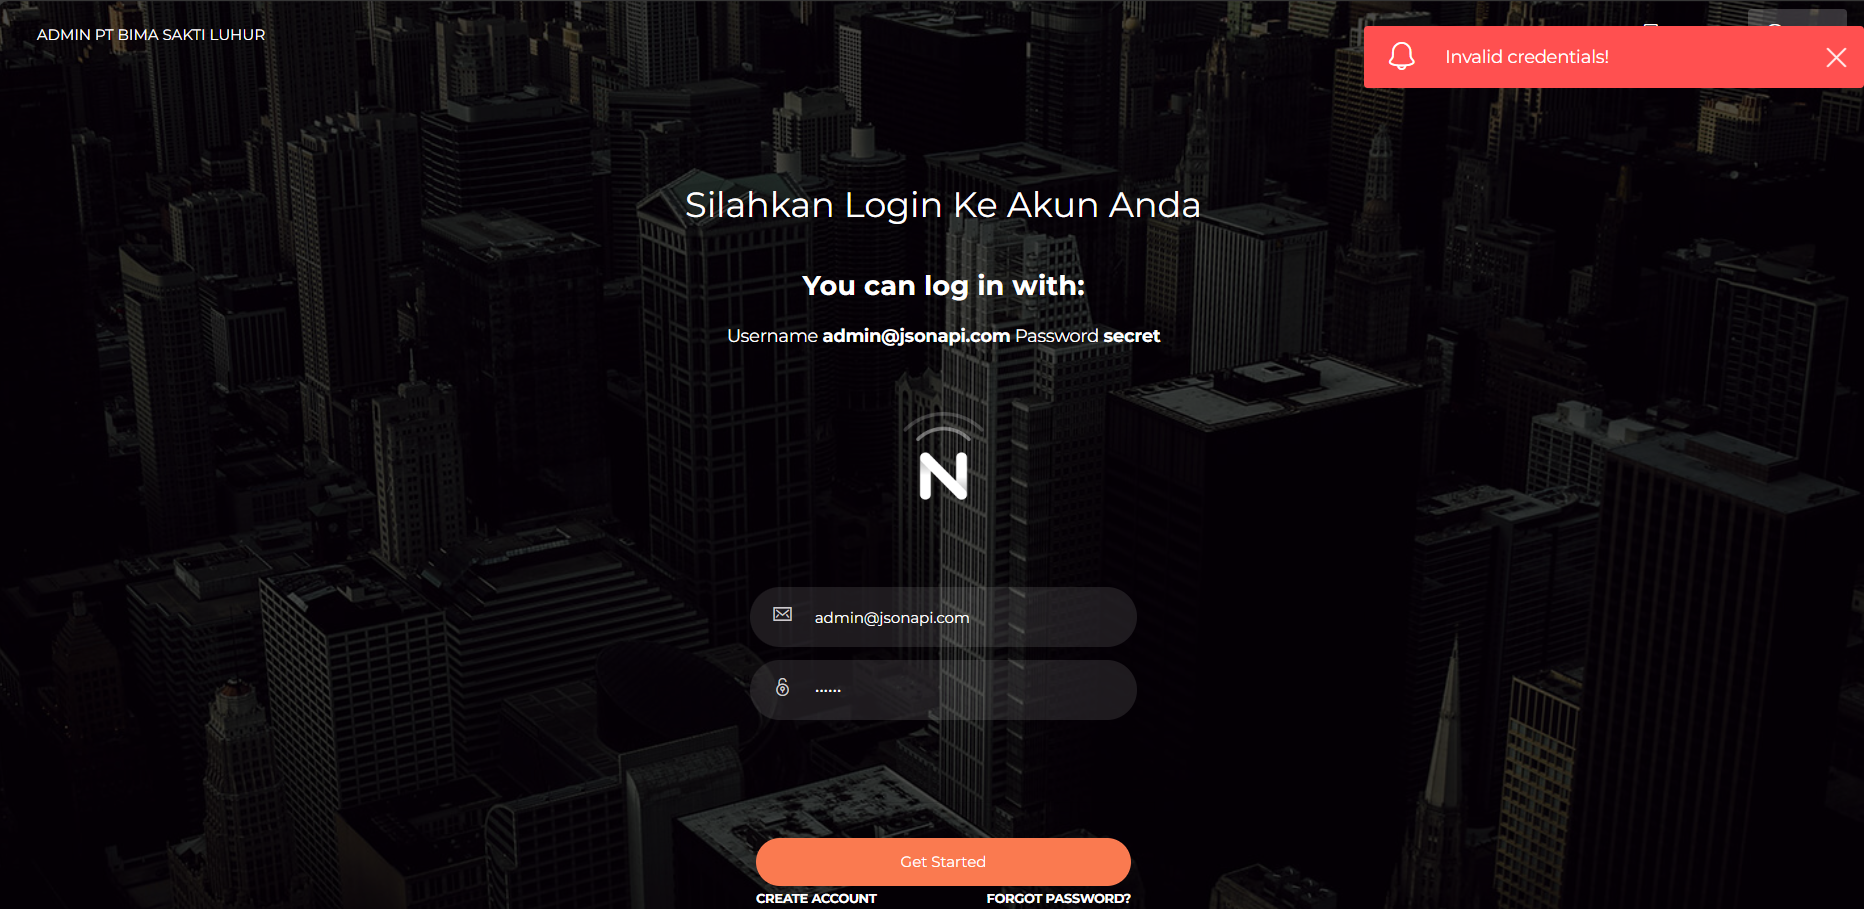 ADMIN PT BIMA SAKTI LUHUR
Invalid credentials!
Silahkan Login Ke Akun Anda
You can log in with:
Username admin@jsonapi.com Password secret
N
admin@jsonapi.com
······
Get Started
CREATE ACCOUNT
FORGOT PASSWORD?